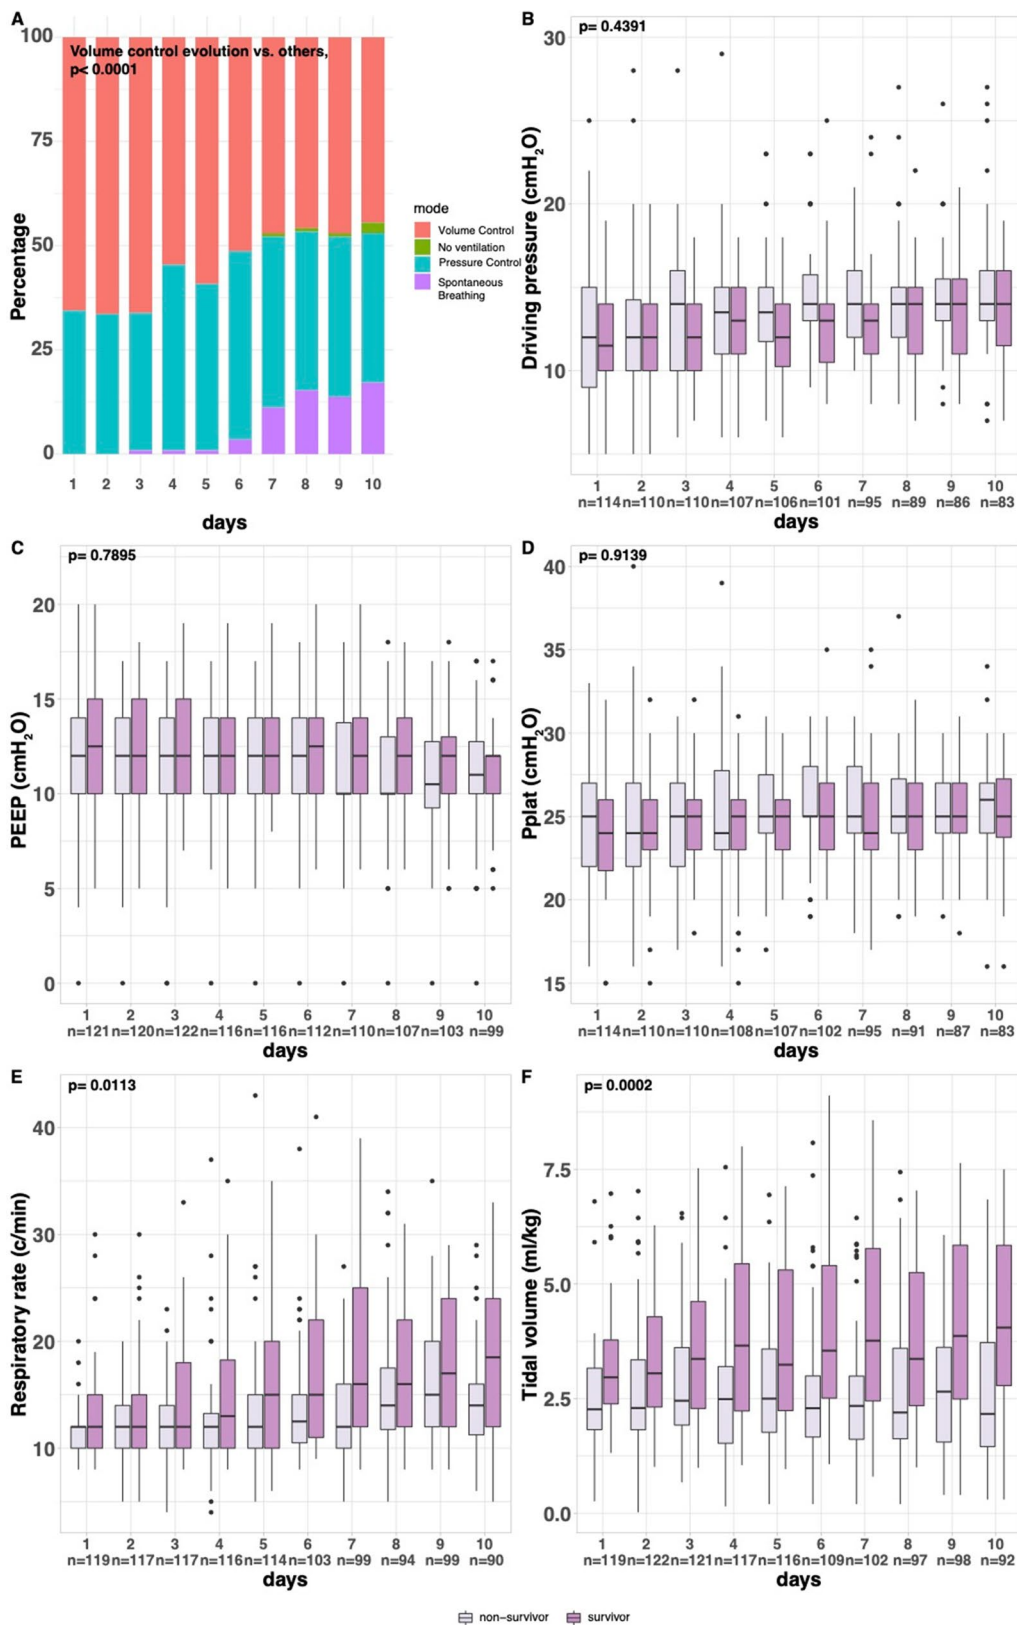 A
Volume control evolution vs. others,
p< 0.0001
100
75
50
25
0
Percentage
1 2 3 4 5 6 7 8 9 10
days
mode
Volume Control
No ventilation
Pressure Control
Spontaneous
Breathing
B
p= 0.4391
30
20
10
Driving pressure (cmH2O)
1 2 3 4 5 6 7 8 9 10
n=114 n=110 n=110 n=107 n=106 n=101 n=95 n=89 n=86 n=83
days
C
p= 0.7895
20
15
10
5
0
PEEP (cmH2O)
1 2 3 4 5 6 7 8 9 10
n=121 n=120 n=122 n=116 n=116 n=112 n=110 n=107 n=103 n=99
days
D
p= 0.9139
40
35
30
25
20
15
Pplat (cmH2O)
1 2 3 4 5 6 7 8 9 10
n=114 n=110 n=110 n=108 n=107 n=102 n=95 n=91 n=87 n=83
days
E
p= 0.0113
40
30
20
10
Respiratory rate (c/min)
1 2 3 4 5 6 7 8 9 10
n=119 n=117 n=117 n=116 n=114 n=103 n=99 n=94 n=99 n=90
days
F
p= 0.0002
7.5
5.0
2.5
0.0
Tidal volume (ml/kg)
1 2 3 4 5 6 7 8 9 10
n=119 n=122 n=121 n=117 n=116 n=109 n=102 n=97 n=98 n=92
days
non-survivor survivor